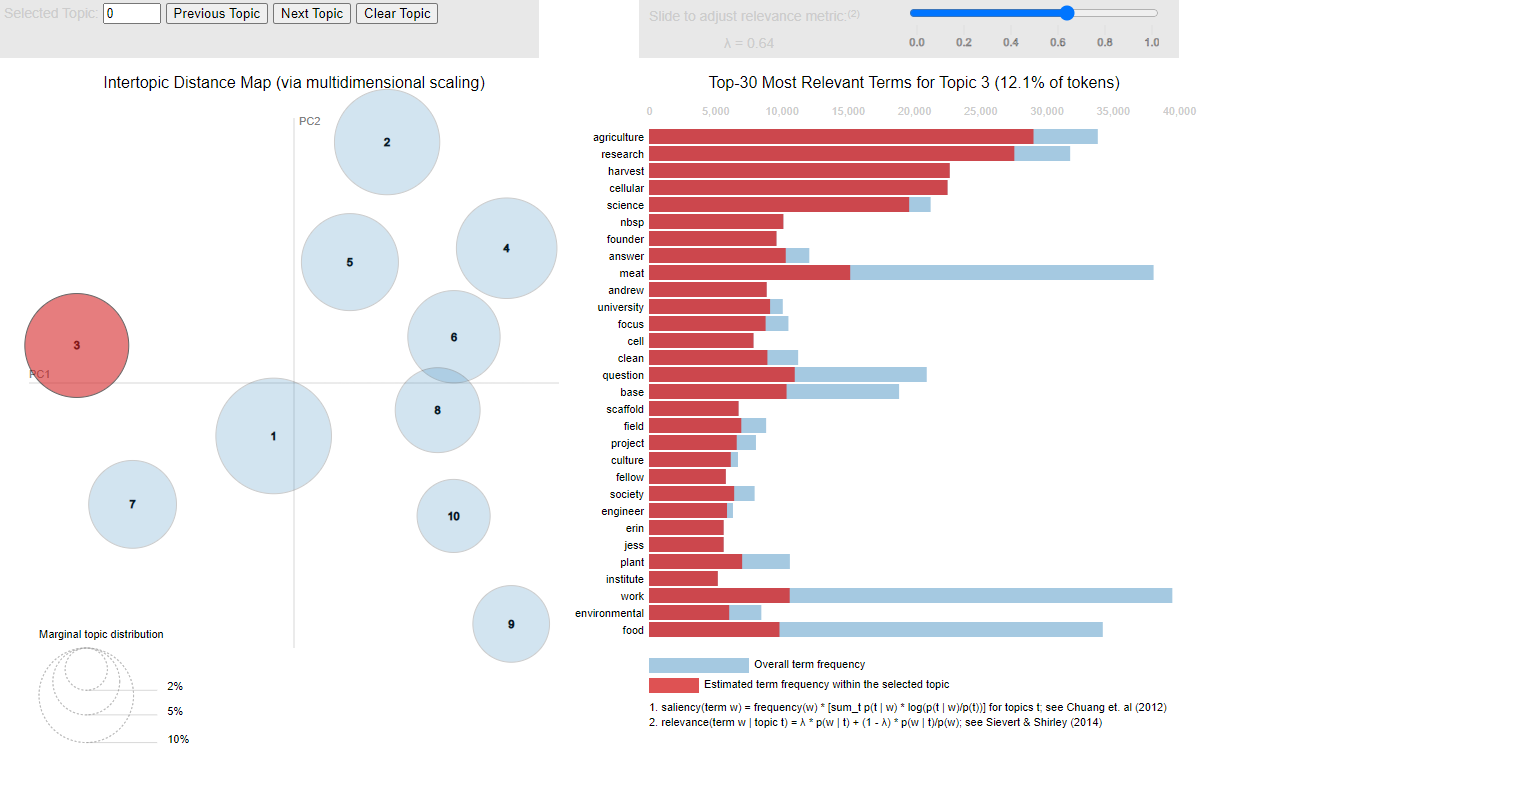 Selected Topic: 0 Previous Topic Next Topic Clear Topic
Slide to adjust relevance metric:(2)
λ = 0.64
0.0 0.2 0.4 0.6 0.8 1.0
Intertopic Distance Map (via multidimensional scaling)
PC2
2
5
4
6
3
PC1
8
1
7
10
9
Marginal topic distribution
2%
5%
10%
Top-30 Most Relevant Terms for Topic 3 (12.1% of tokens)
0 5,000 10,000 15,000 20,000 25,000 30,000 35,000 40,000
agriculture
research
harvest
cellular
science
nbsp
founder
answer
meat
andrew
university
focus
cell
clean
question
base
scaffold
field
project
culture
fellow
society
engineer
erin
jess
plant
institute
work
environmental
food
Overall term frequency
Estimated term frequency within the selected topic
1. saliency(term w) = frequency(w) * [sum_t p(t | w) * log(p(t | w)/p(t))] for topics t; see Chuang et. al (2012)
2. relevance(term w | topic t) = λ * p(w | t) + (1 - λ) * p(w | t)/p(w); see Sievert & Shirley (2014)